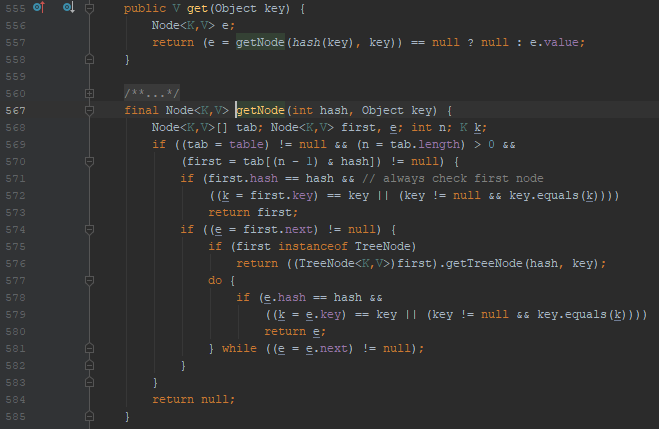 555 public V get(Object key) {
556 Node<K,V> e;
557 return (e = getNode(hash(key), key)) == null ? null : e.value;
558 }
559
560 /**...*/
567 final Node<K,V> getNode(int hash, Object key) {
568 Node<K,V>[] tab; Node<K,V> first, e; int n; K k;
569 if ((tab = table) != null && (n = tab.length) > 0 &&
570 (first = tab[(n - 1) & hash]) != null) {
571 if (first.hash == hash && // always check first node
572 ((k = first.key) == key || (key != null && key.equals(k))))
573 return first;
574 if ((e = first.next) != null) {
575 if (first instanceof TreeNode)
576 return ((TreeNode<K,V>)first).getTreeNode(hash, key);
577 do {
578 if (e.hash == hash &&
579 ((k = e.key) == key || (key != null && key.equals(k))))
580 return e;
581 } while ((e = e.next) != null);
582 }
583 }
584 return null;
585 }